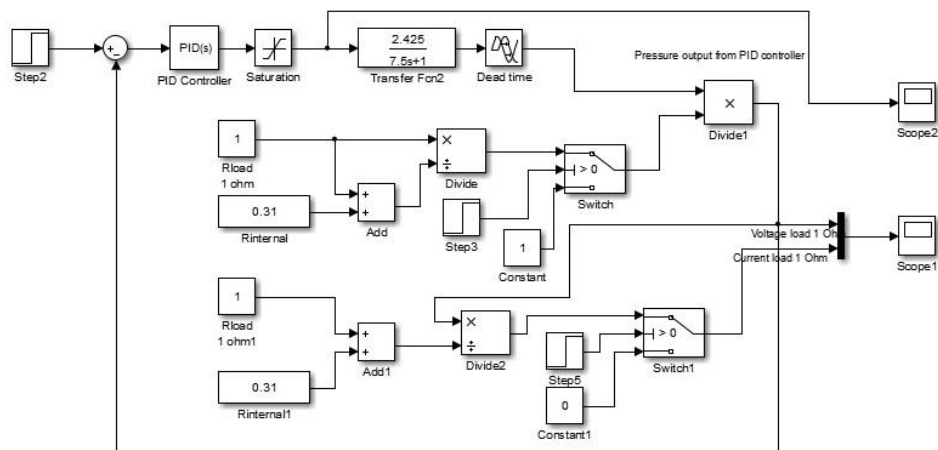 Step2
+
−
PID(s)
PID Controller
Saturation
2.425
7.5s+1
Transfer Fcn2
Dead time
Pressure output from PID controller
×
Divide1
Scope2
1
Rload
1 ohm
0.31
Rinternal
+
+
Add
×
÷
Divide
Step3
1
Constant
> 0
Switch
Voltage load 1 Oh
Current load 1 Ohm
Scope1
1
Rload
1 ohm1
0.31
Rinternal1
+
+
Add1
×
÷
Divide2
Step5
0
Constant1
> 0
Switch1